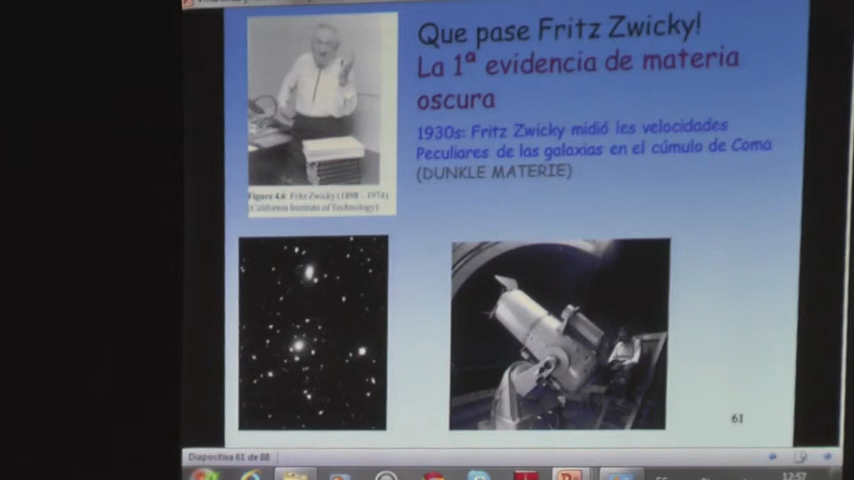 Que pase Fritz Zwicky!
La 1ª evidencia de materia
oscura
1930s: Fritz Zwicky midió les velocidades
Peculiares de las galaxias en el cúmulo de Coma
(DUNKLE MATERIE)
Figure 4.6 Fritz Zwicky (1898 - 1974)
(California Institute of Technology)
61
Diapositiva 61 de 88
12:57